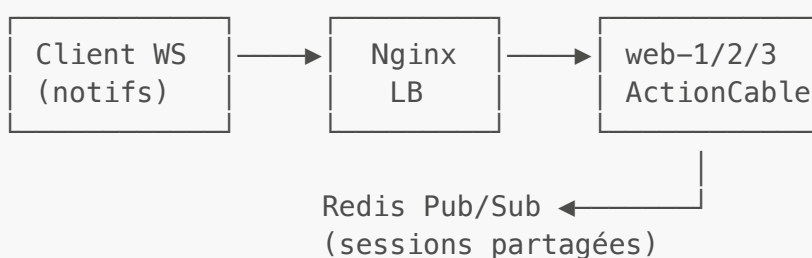 Client WS Nginx web-1/2/3
(notifs) LB ActionCable
Redis Pub/Sub
(sessions partagées)